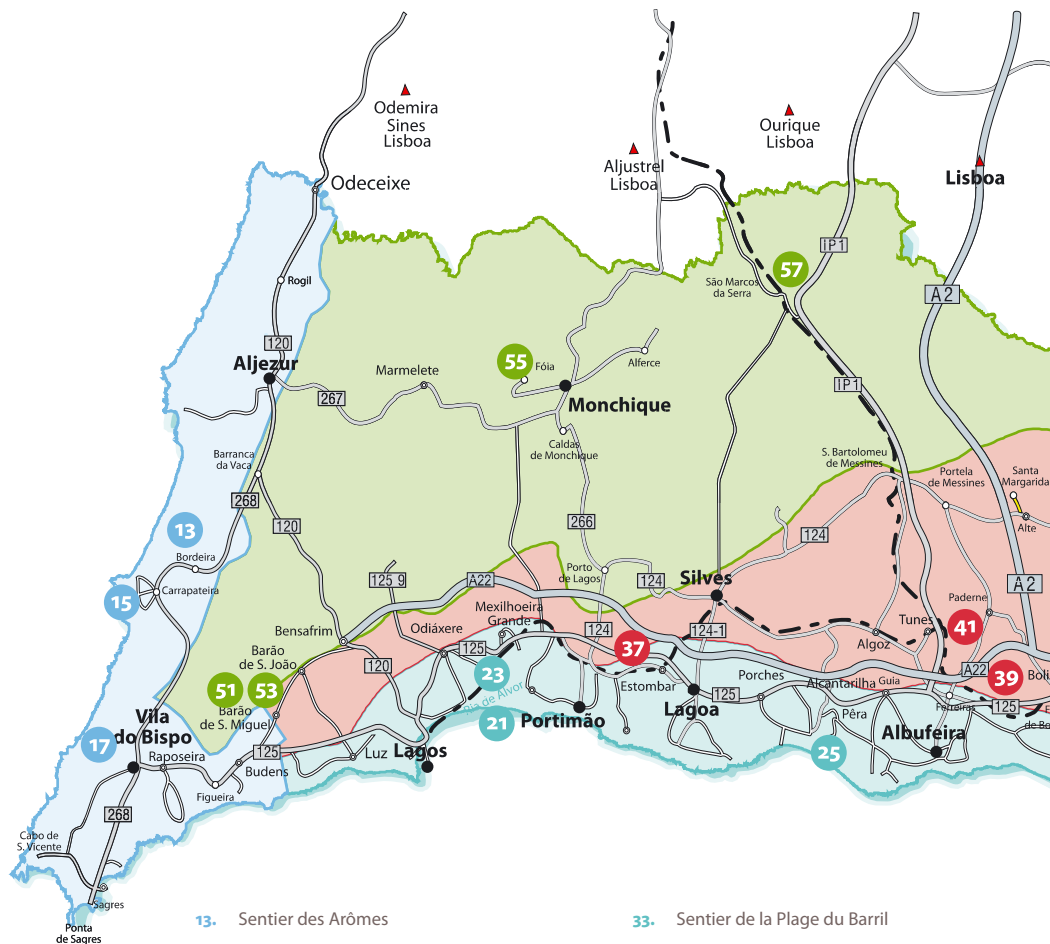 Odemira
Sines
Lisboa
Ourique
Lisboa
Aljustrel
Lisboa
Lisboa
Odeceixe
IP1
57
São Marcos
da Serra
Rogil
A2
120
Aljezur
55
Fóia
Alferce
Marmelete
267
Monchique
IP1
Caldas
de Monchique
Barranca
da Vaca
S. Bartolomeu
de Messines
Portela
de Messines
Santa
Margarida
268
120
13
266
124
Alte
Bordeira
15
Carrapateira
125 9
A22
Porto
de Lagos
124
Silves
A2
Paderne
Mexilhoeira
Grande
Bensafrim
Odiáxere
124
124-1
Tunes
41
125
37
Algoz
Barão
de S. João
120
23
A22
39
51
53
Estombar
Porches
Alcantarilha
Guia
Boli
Barão
de S. Miguel
Ria de Alvor
21
Portimão
Lagoa
125
Ferreiras
125
Pêra
Vila
do Bispo
17
Raposeira
125
Budens
Luz
Lagos
25
Albufeira
Figueira
268
Cabo de
S. Vicente
Sagres
Ponta
de Sagres
13. Sentier des Arômes
33. Sentier de la Plage du Barril